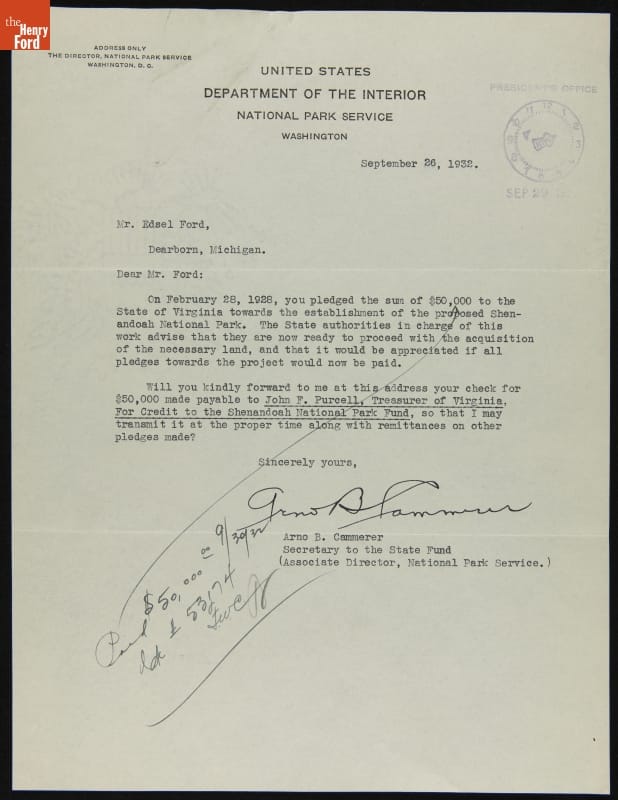 the
Henry
Ford
ADDRESS ONLY
THE DIRECTOR, NATIONAL PARK SERVICE
WASHINGTON, D. C.
UNITED STATES
DEPARTMENT OF THE INTERIOR
NATIONAL PARK SERVICE
WASHINGTON
PRESIDENT'S OFFICE
SEP 29
September 26, 1932.
Mr. Edsel Ford,
Dearborn, Michigan.
Dear Mr. Ford:
On February 28, 1928, you pledged the sum of $50,000 to the
State of Virginia towards the establishment of the proposed Shen-
andoah National Park. The State authorities in charge of this
work advise that they are now ready to proceed with the acquisition
of the necessary land, and that it would be appreciated if all
pledges towards the project would now be paid.
Will you kindly forward to me at this address your check for
$50,000 made payable to John F. Purcell, Treasurer of Virginia,
For Credit to the Shenandoah National Park Fund, so that I may
transmit it at the proper time along with remittances on other
pledges made?
Sincerely yours,
Arno B Cammerer
Arno B. Cammerer
Secretary to the State Fund
(Associate Director, National Park Service.)
Paid $50,000 00 9/30/32